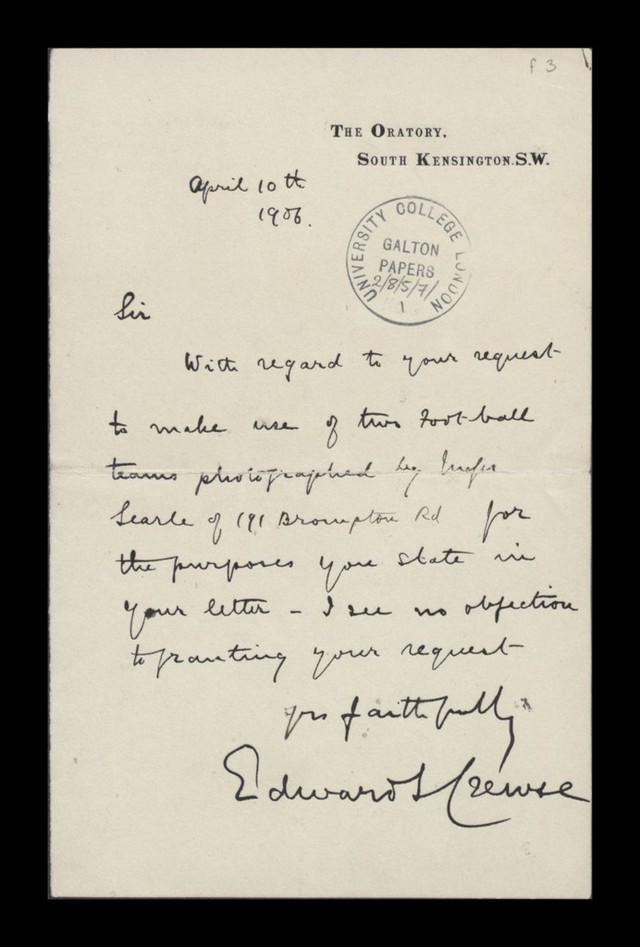 f 3
THE ORATORY,
SOUTH KENSINGTON. S.W.
April 10th
1906.
UNIVERSITY COLLEGE LONDON
GALTON
PAPERS
2/8/5/7/
1
Sir
With regard to your request
to make use of two Foot-ball
teams photographed by Messrs
Searle of 191 Brompton Rd for
the purposes you state in
your letter - I see no objection
to granting your request
yrs faithfully
Edward Crewse